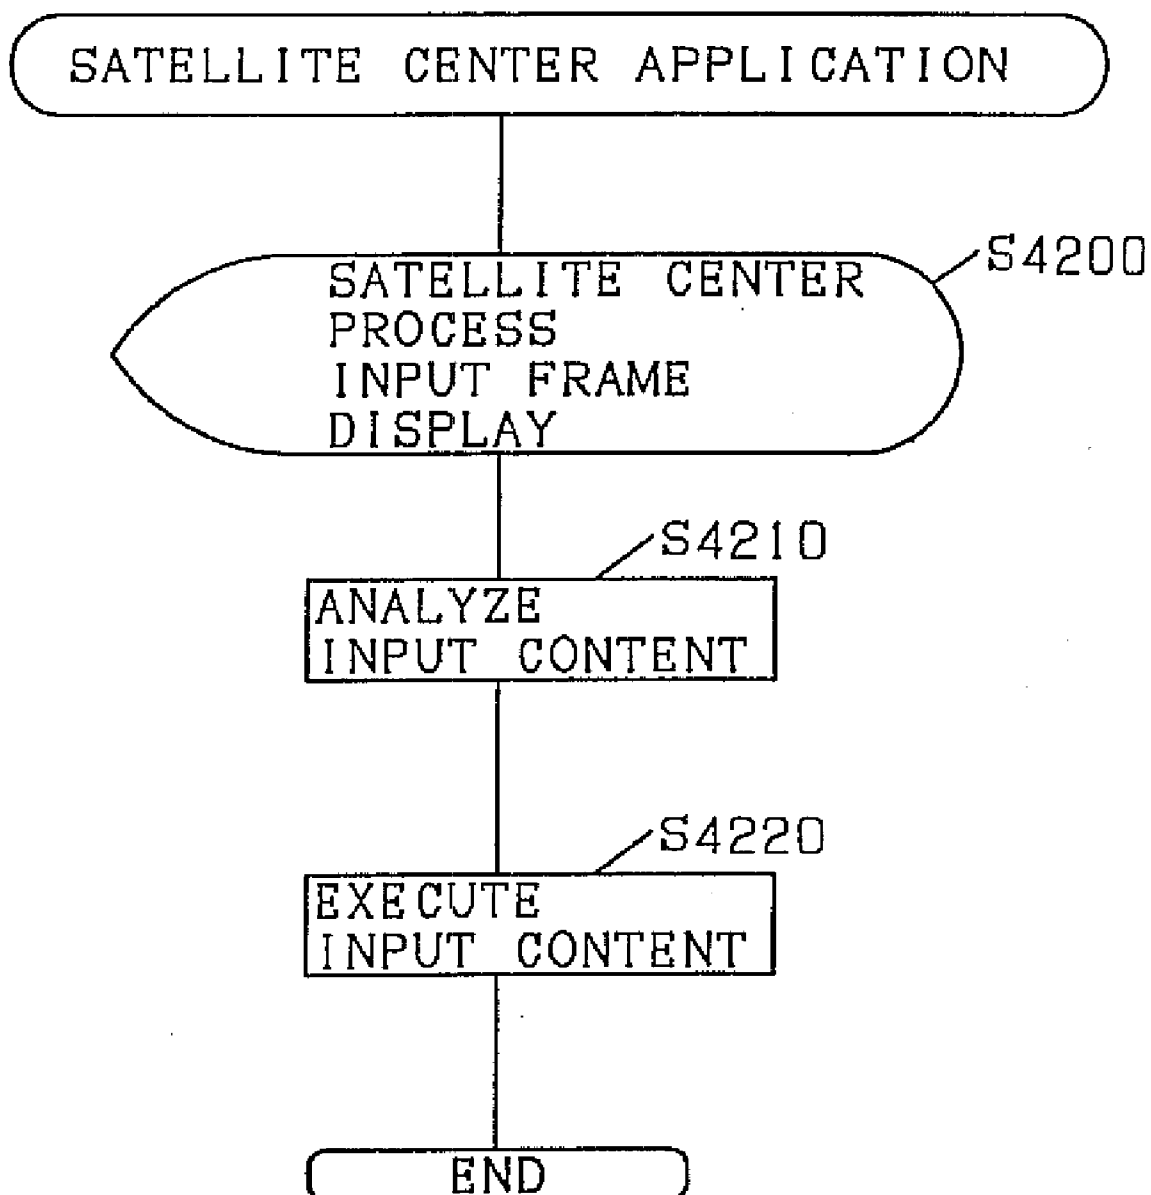 SATELLITE CENTER APPLICATION
S4200
SATELLITE CENTER
PROCESS
INPUT FRAME
DISPLAY
S4210
ANALYZE
INPUT CONTENT
S4220
EXECUTE
INPUT CONTENT
END